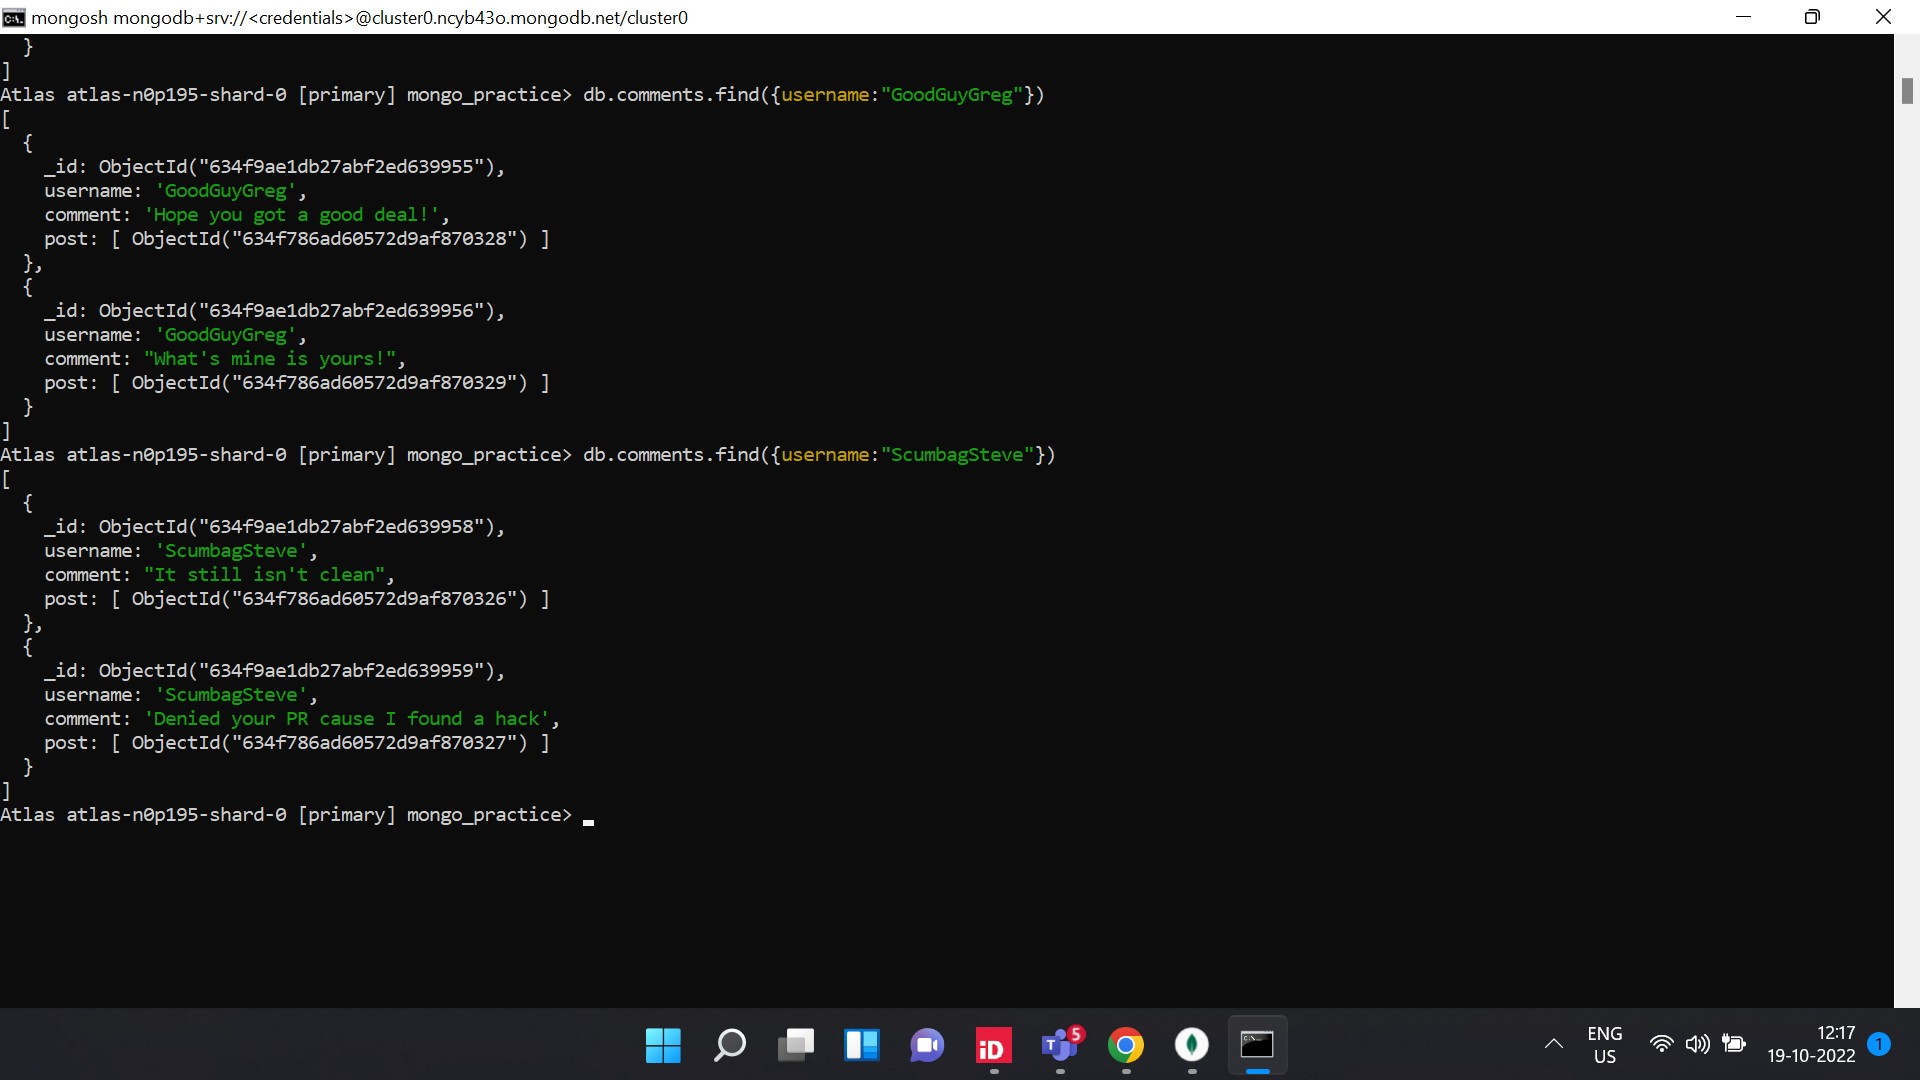 mongosh mongodb+srv://<credentials>@cluster0.ncyb43o.mongodb.net/cluster0
  }
]
Atlas atlas-n0p195-shard-0 [primary] mongo_practice> db.comments.find({username:"GoodGuyGreg"})
[
  {
    _id: ObjectId("634f9ae1db27abf2ed639955"),
    username: 'GoodGuyGreg',
    comment: 'Hope you got a good deal!',
    post: [ ObjectId("634f786ad60572d9af870328") ]
  },
  {
    _id: ObjectId("634f9ae1db27abf2ed639956"),
    username: 'GoodGuyGreg',
    comment: "What's mine is yours!",
    post: [ ObjectId("634f786ad60572d9af870329") ]
  }
]
Atlas atlas-n0p195-shard-0 [primary] mongo_practice> db.comments.find({username:"ScumbagSteve"})
[
  {
    _id: ObjectId("634f9ae1db27abf2ed639958"),
    username: 'ScumbagSteve',
    comment: "It still isn't clean",
    post: [ ObjectId("634f786ad60572d9af870326") ]
  },
  {
    _id: ObjectId("634f9ae1db27abf2ed639959"),
    username: 'ScumbagSteve',
    comment: 'Denied your PR cause I found a hack',
    post: [ ObjectId("634f786ad60572d9af870327") ]
  }
]
Atlas atlas-n0p195-shard-0 [primary] mongo_practice>
iD
T 5
ENG
US
12:17
19-10-2022
1